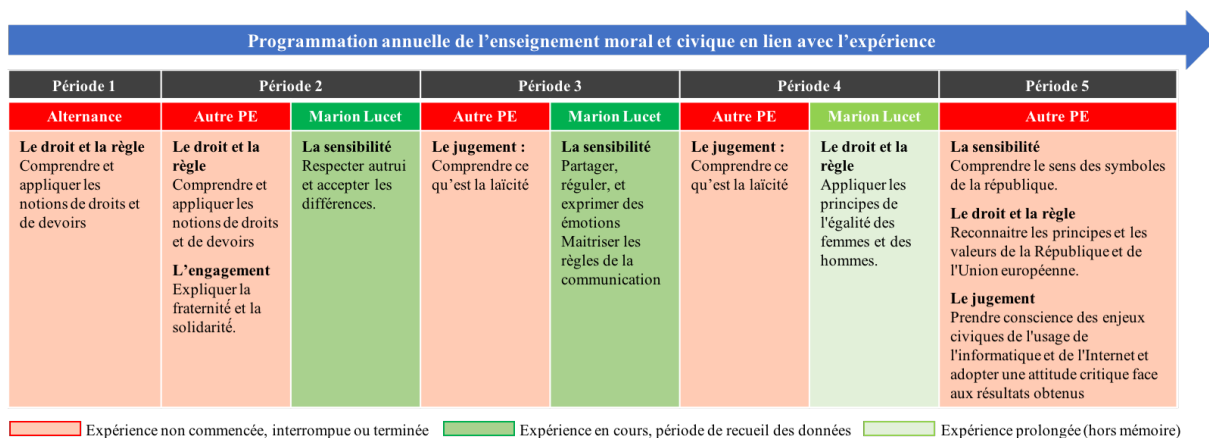 Programmation annuelle de l’enseignement moral et civique en lien avec l’expérience
Période 1
Période 2
Période 3
Période 4
Période 5
Alternance
Autre PE
Marion Lucet
Autre PE
Marion Lucet
Autre PE
Marion Lucet
Autre PE
Le droit et la règle
Comprendre et
appliquer les
notions de droits et
de devoirs
Le droit et la
règle
Comprendre et
appliquer les
notions de droits
et de devoirs
L’engagement
Expliquer la
fraternité et la
solidarité.
La sensibilité
Respecter autrui
et accepter les
différences.
Le jugement :
Comprendre ce
qu’est la laïcité
La sensibilité
Partager,
réguler, et
exprimer des
émotions
Maitriser les
règles de la
communication
Le jugement :
Comprendre ce
qu’est la laïcité
Le droit et la
règle
Appliquer les
principes de
l'égalité des
femmes et des
hommes.
La sensibilité
Comprendre le sens des symboles
de la république.
Le droit et la règle
Reconnaitre les principes et les
valeurs de la République et de
l'Union européenne.
Le jugement
Prendre conscience des enjeux
civiques de l'usage de
l'informatique et de l'Internet et
adopter une attitude critique face
aux résultats obtenus
Expérience non commencée, interrompue ou terminée
Expérience en cours, période de recueil des données
Expérience prolongée (hors mémoire)